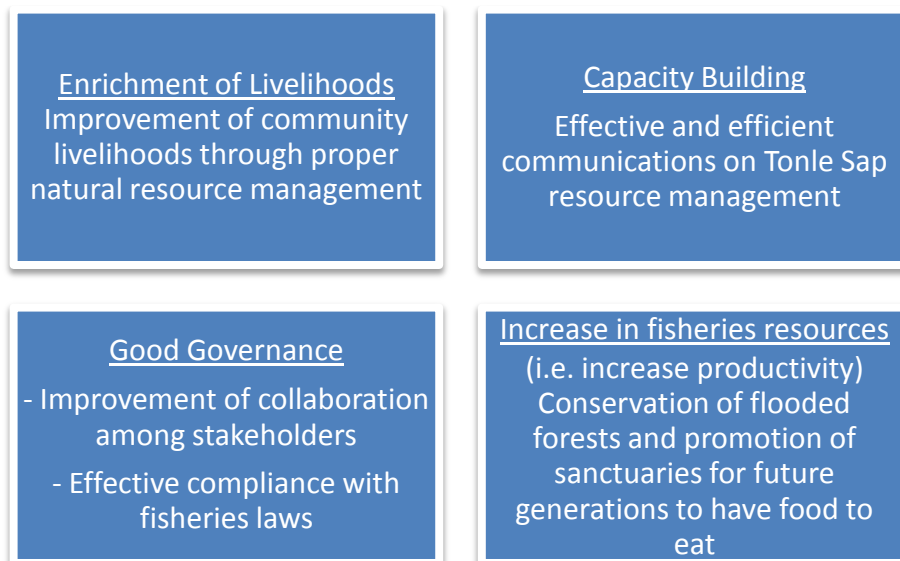 Enrichment of Livelihoods
Improvement of community
livelihoods through proper
natural resource management
Capacity Building
Effective and efficient
communications on Tonle Sap
resource management
Good Governance
- Improvement of collaboration
among stakeholders
- Effective compliance with
fisheries laws
Increase in fisheries resources
(i.e. increase productivity)
Conservation of flooded
forests and promotion of
sanctuaries for future
generations to have food to
eat